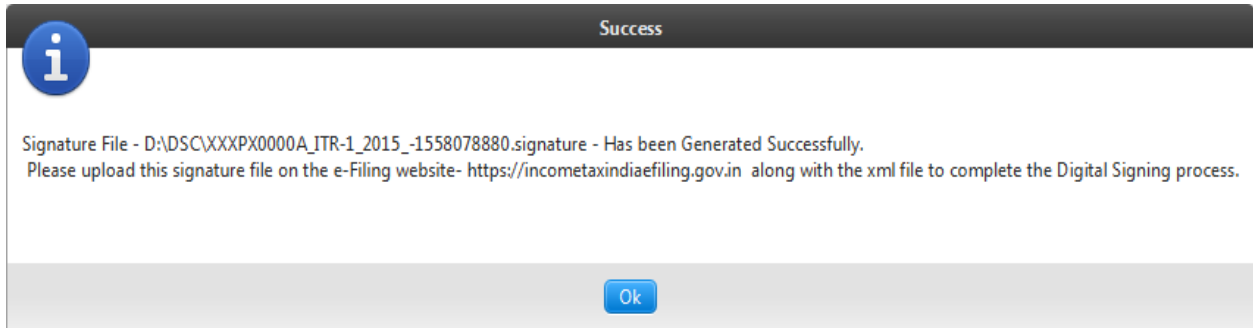 Success
Signature File - D:\DSC\XXXPX0000A_ITR-1_2015_-1558078880.signature - Has been Generated Successfully.
Please upload this signature file on the e-Filing website- https://incometaxindiaefiling.gov.in along with the xml file to complete the Digital Signing process.
Ok